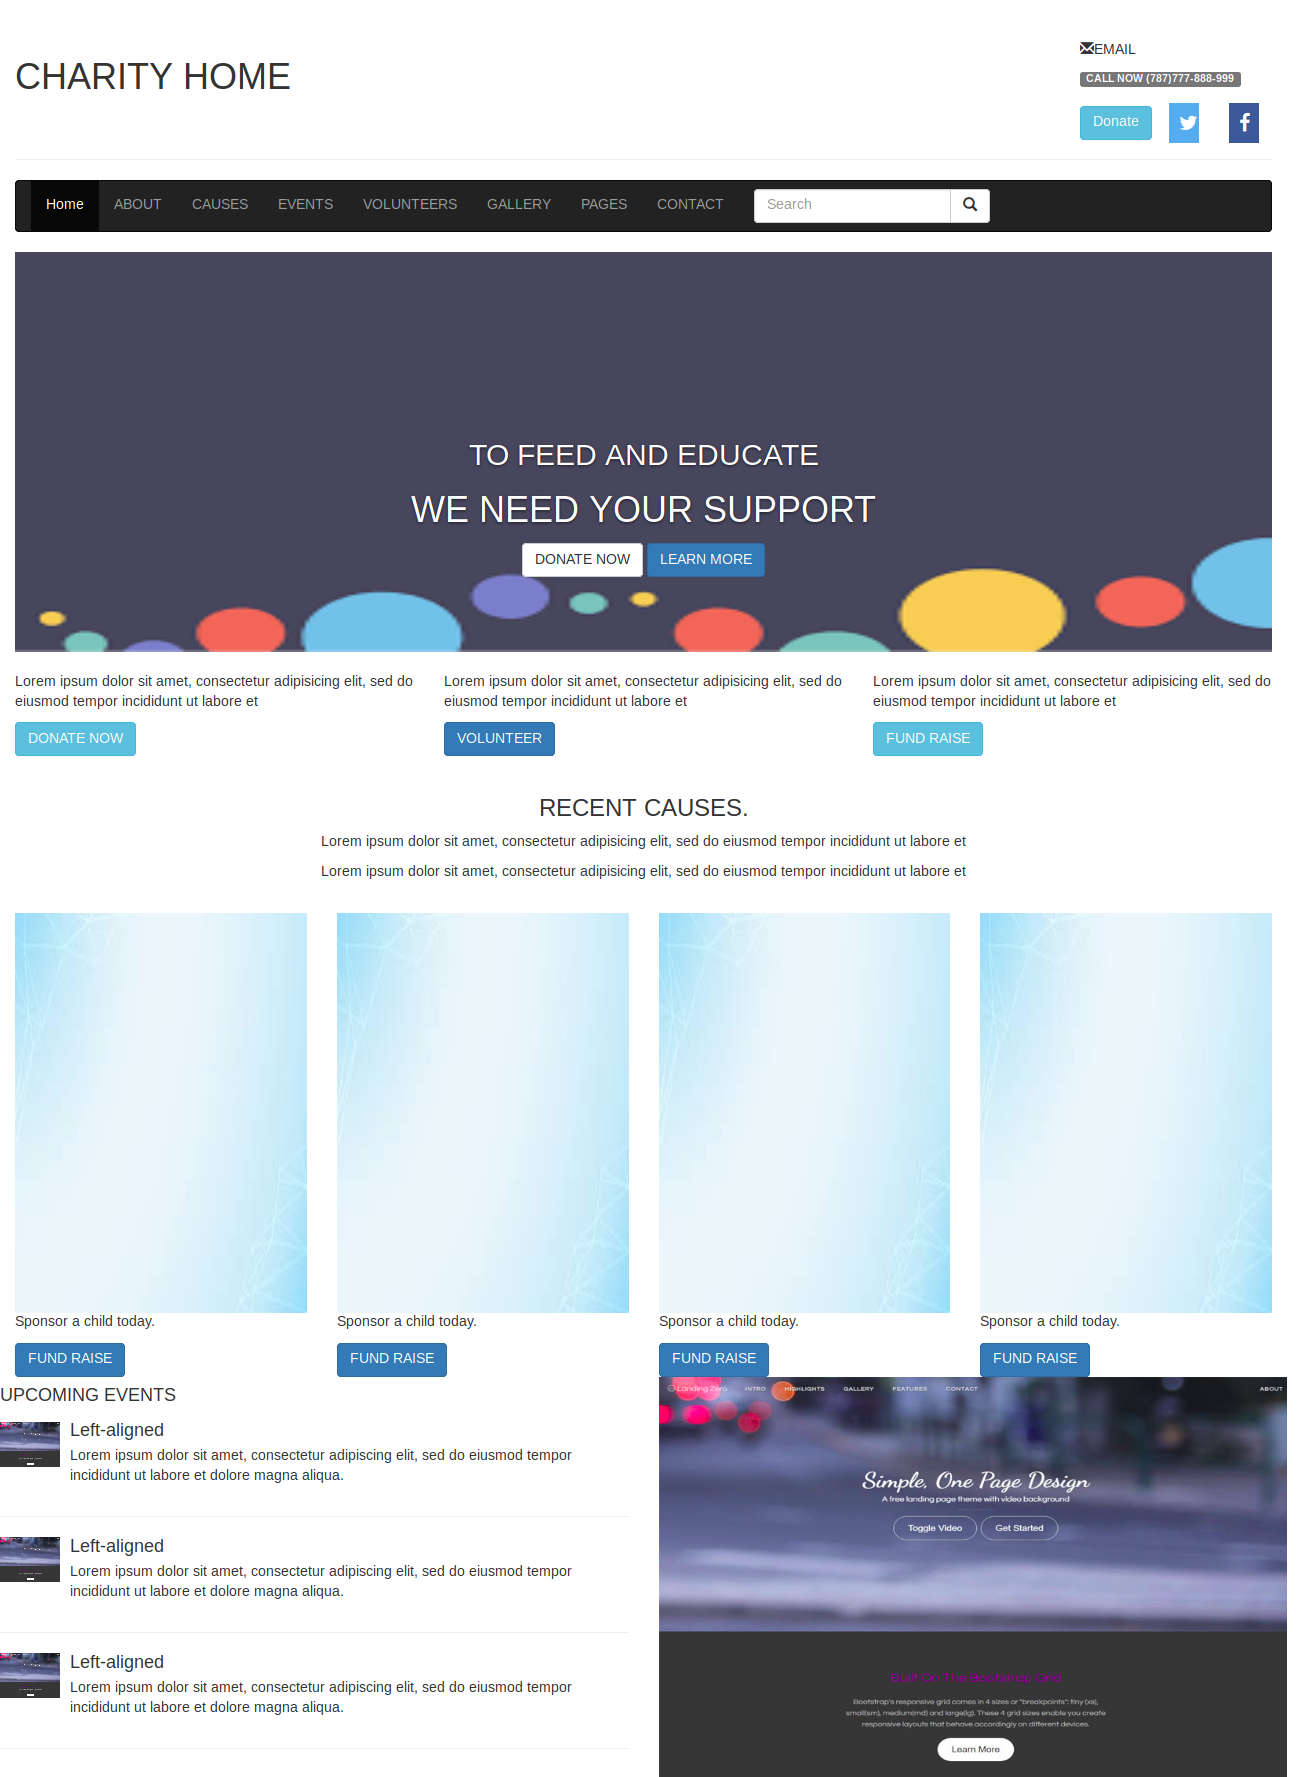 CHARITY HOME
EMAIL
CALL NOW (787)777-888-999
Donate
Home ABOUT CAUSES EVENTS VOLUNTEERS GALLERY PAGES CONTACT Search
TO FEED AND EDUCATE
WE NEED YOUR SUPPORT
DONATE NOW LEARN MORE
Lorem ipsum dolor sit amet, consectetur adipisicing elit, sed do
eiusmod tempor incididunt ut labore et
DONATE NOW
Lorem ipsum dolor sit amet, consectetur adipisicing elit, sed do
eiusmod tempor incididunt ut labore et
VOLUNTEER
Lorem ipsum dolor sit amet, consectetur adipisicing elit, sed do
eiusmod tempor incididunt ut labore et
FUND RAISE
RECENT CAUSES.
Lorem ipsum dolor sit amet, consectetur adipisicing elit, sed do eiusmod tempor incididunt ut labore et
Lorem ipsum dolor sit amet, consectetur adipisicing elit, sed do eiusmod tempor incididunt ut labore et
Sponsor a child today.
FUND RAISE
Sponsor a child today.
FUND RAISE
Sponsor a child today.
FUND RAISE
Sponsor a child today.
FUND RAISE
UPCOMING EVENTS
Left-aligned
Lorem ipsum dolor sit amet, consectetur adipiscing elit, sed do eiusmod tempor
incididunt ut labore et dolore magna aliqua.
Left-aligned
Lorem ipsum dolor sit amet, consectetur adipiscing elit, sed do eiusmod tempor
incididunt ut labore et dolore magna aliqua.
Left-aligned
Lorem ipsum dolor sit amet, consectetur adipiscing elit, sed do eiusmod tempor
incididunt ut labore et dolore magna aliqua.
Landing Zero INTRO HIGHLIGHTS GALLERY FEATURES CONTACT ABOUT
Simple, One Page Design
A free landing page theme with video background
Toggle Video Get Started
Built On The Bootstrap Grid
Bootstrap's responsive grid comes in 4 sizes or "breakpoints": tiny (xs),
small(sm), medium(md) and large(lg). These 4 grid sizes enable you create
responsive layouts that behave accordingly on different devices.
Learn More